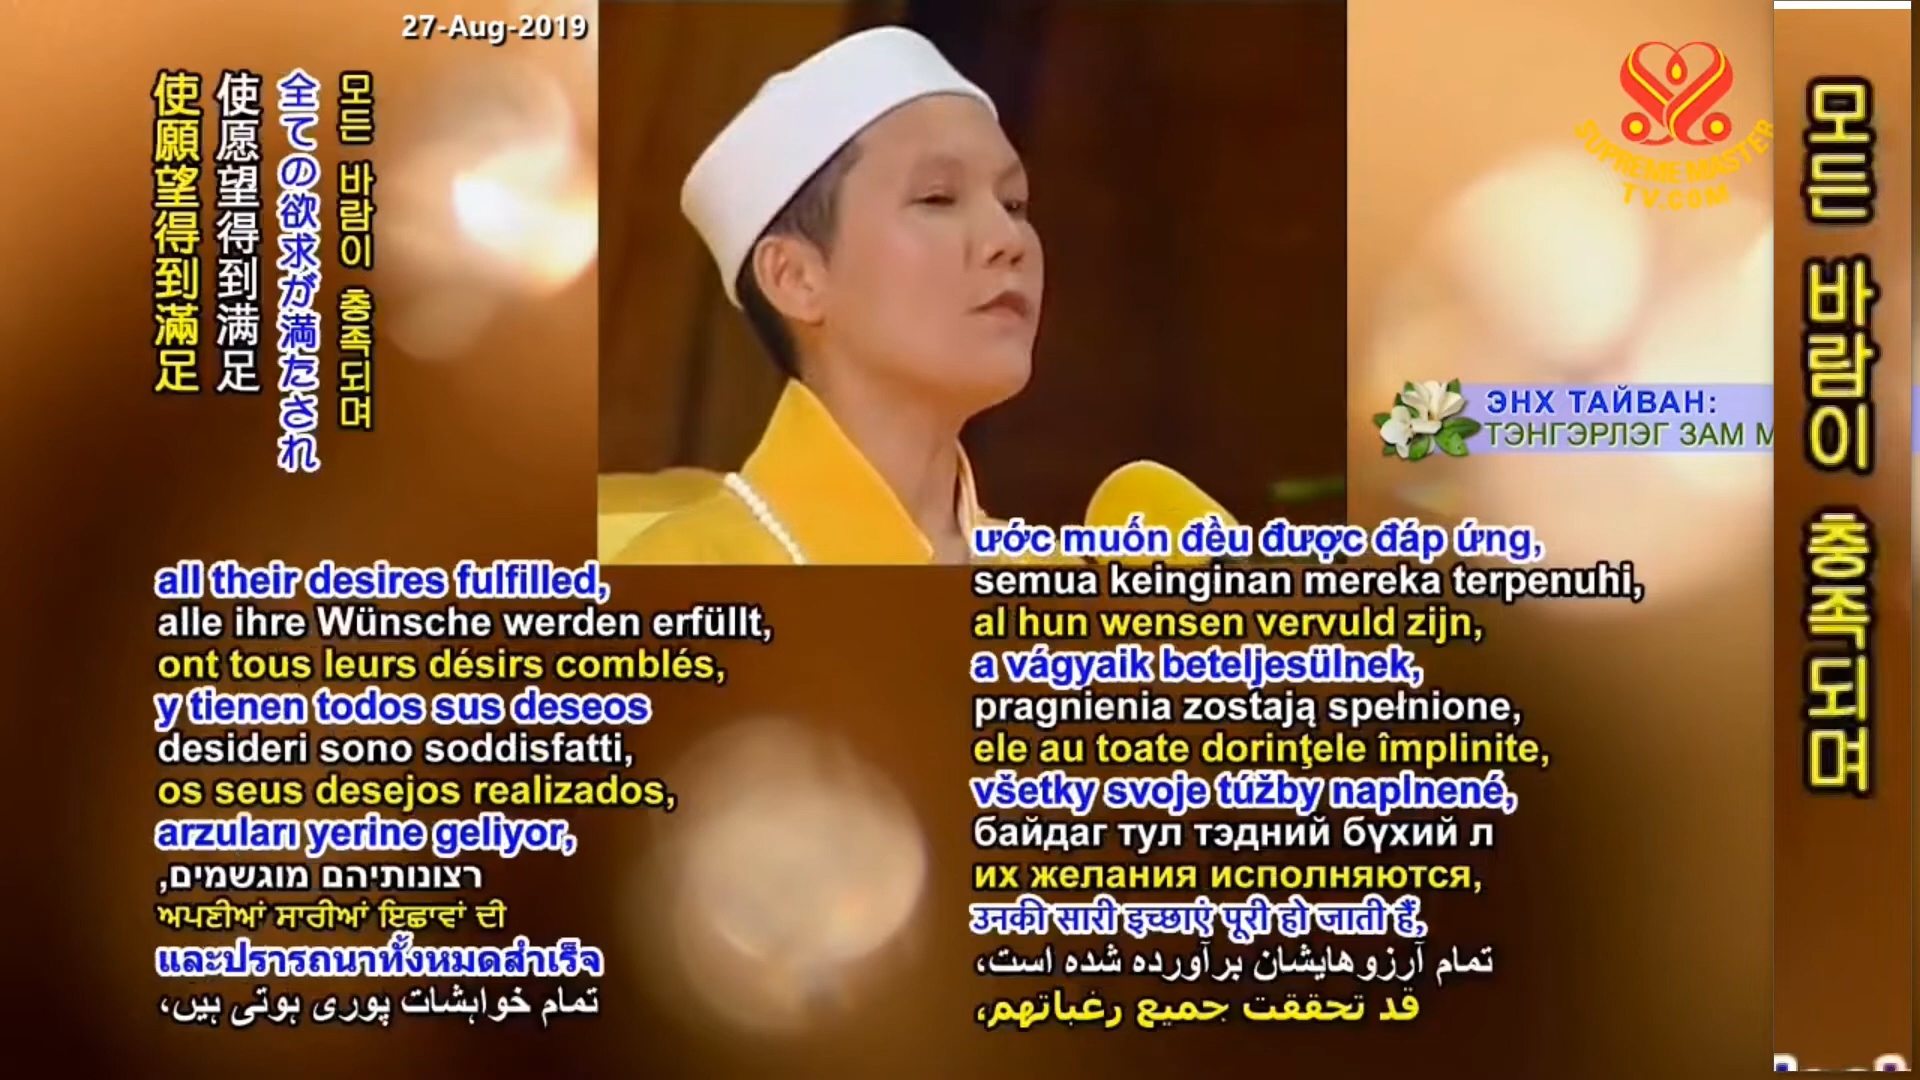 27-Aug-2019
使願望得到滿足
使愿望得到满足
全ての欲求が満たされ
모든 바람이 충족되며
SUPREME MASTER
TV.COM
ЭНХ ТАЙВАН:
ТЭНГЭРЛЭГ ЗАМ
모든 바람이 충족되며
all their desires fulfilled,
alle ihre Wünsche werden erfüllt,
ont tous leurs désirs comblés,
y tienen todos sus deseos
desideri sono soddisfatti,
os seus desejos realizados,
arzuları yerine geliyor,
רצונותיהם מוגשמים,
ਅਪਣੀਆਂ ਸਾਰੀਆਂ ਇਛਾਵਾਂ ਦੀ
และปรารถนาทั้งหมดสำเร็จ
تمام خواہشات پوری ہوتی ہیں،
ước muốn đều được đáp ứng,
semua keinginan mereka terpenuhi,
al hun wensen vervuld zijn,
a vágyaik beteljesülnek,
pragnienia zostają spełnione,
ele au toate dorinţele împlinite,
všetky svoje túžby naplnené,
байдаг тул тэдний бүхий л
их желания исполняются,
उनकी सारी इच्छाएं पूरी हो जाती हैं,
تمام آرزوهایشان برآورده شده است،
قد تحققت جميع رغباتهم،